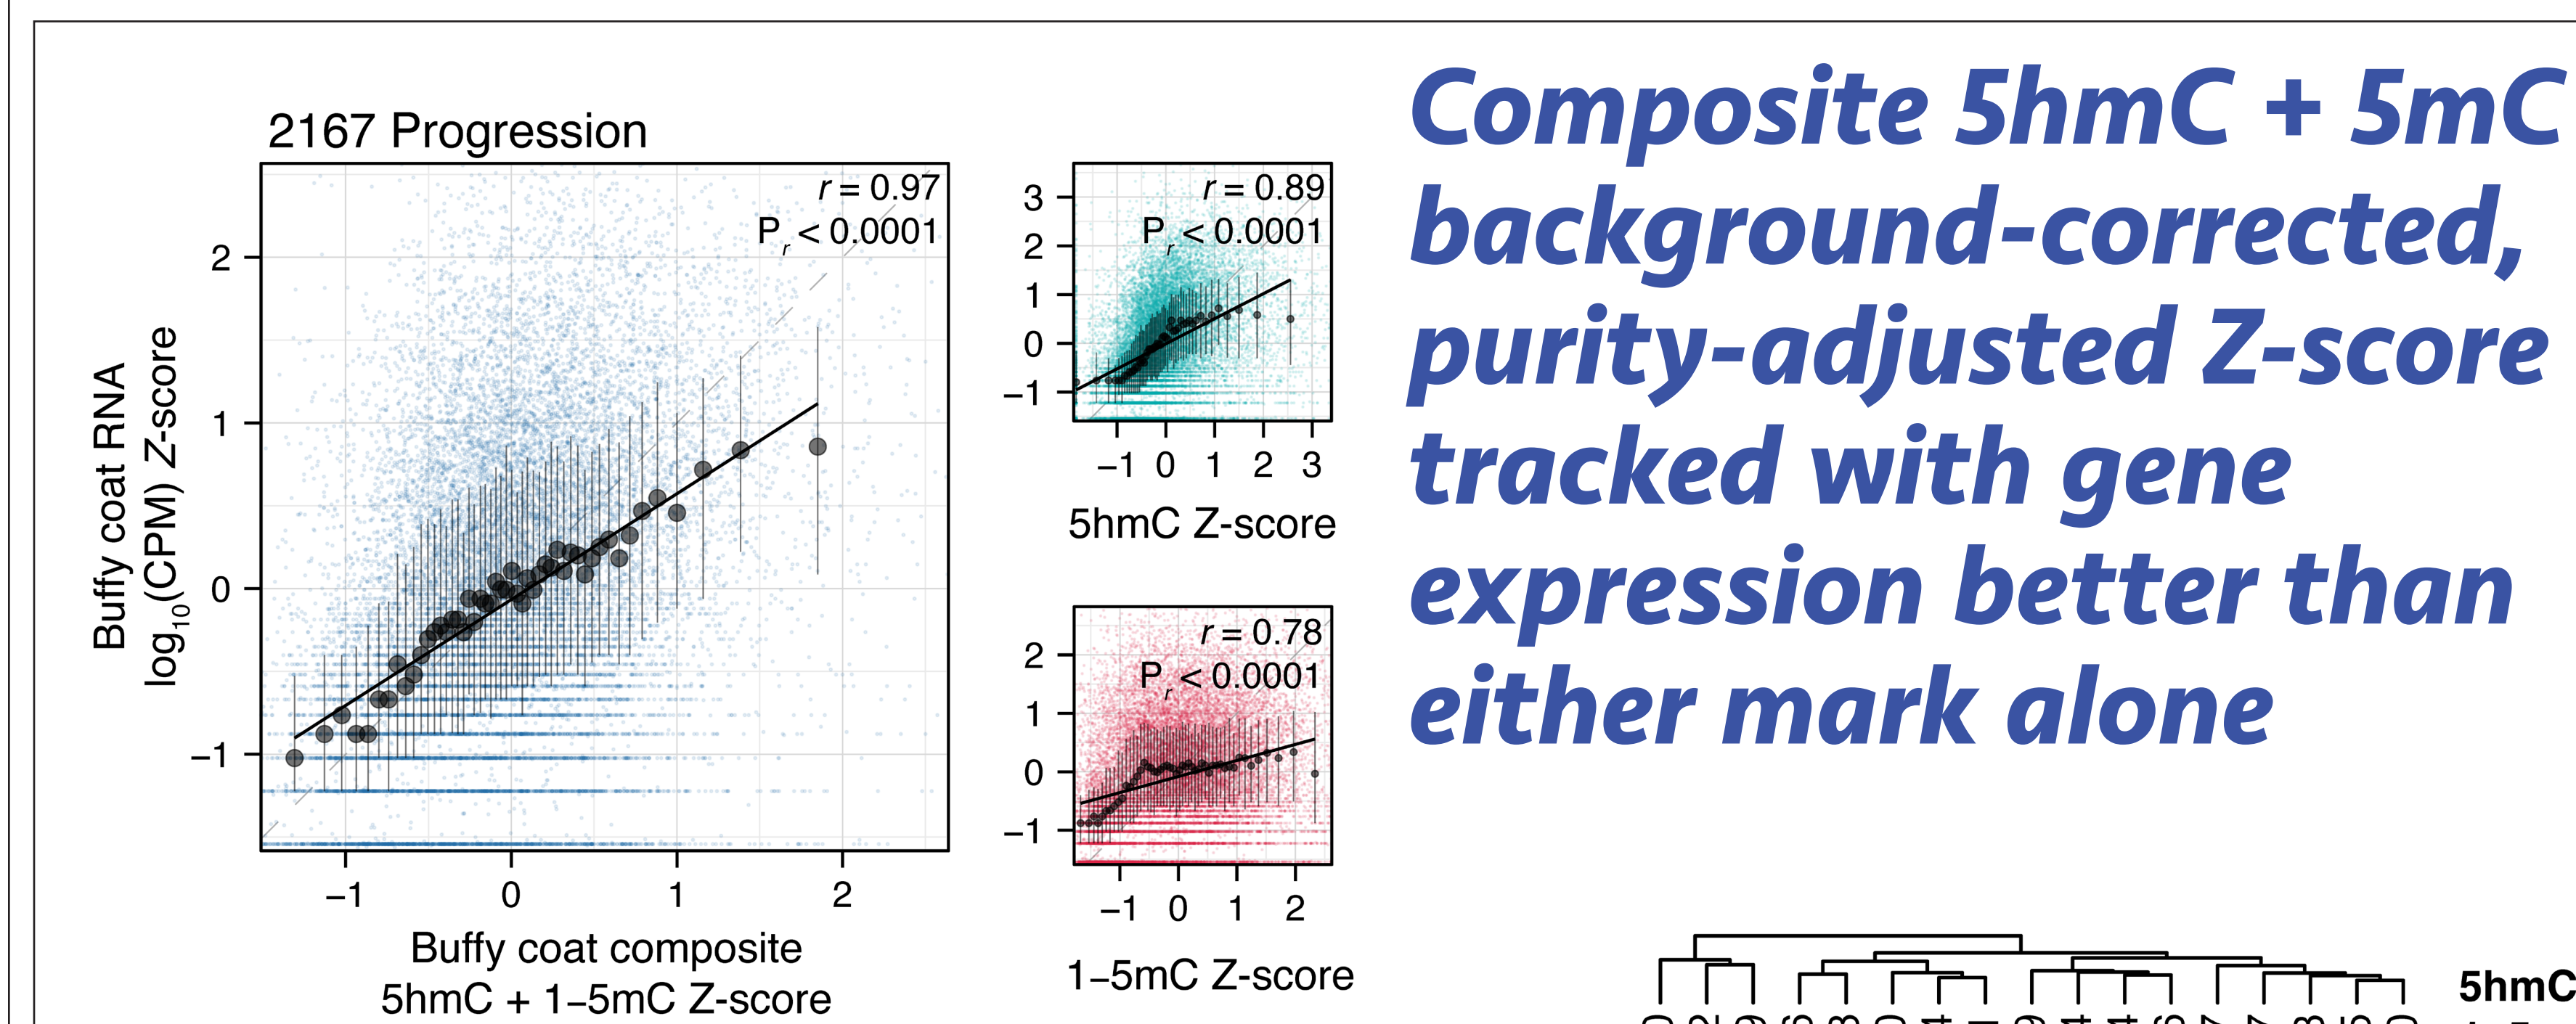 2167 Progression
r = 0.97
P_r < 0.0001
2
1
0
−1
−1 0 1 2
Buffy coat RNA
log10(CPM) Z-score
Buffy coat composite
5hmC + 1−5mC Z-score
r = 0.89
P_r < 0.0001
3
2
1
0
−1
−1 0 1 2 3
5hmC Z-score
r = 0.78
P_r < 0.0001
2
1
0
−1
−1 0 1 2
1−5mC Z-score
Composite 5hmC + 5mC
background-corrected,
purity-adjusted Z-score
tracked with gene
expression better than
either mark alone
5hmC